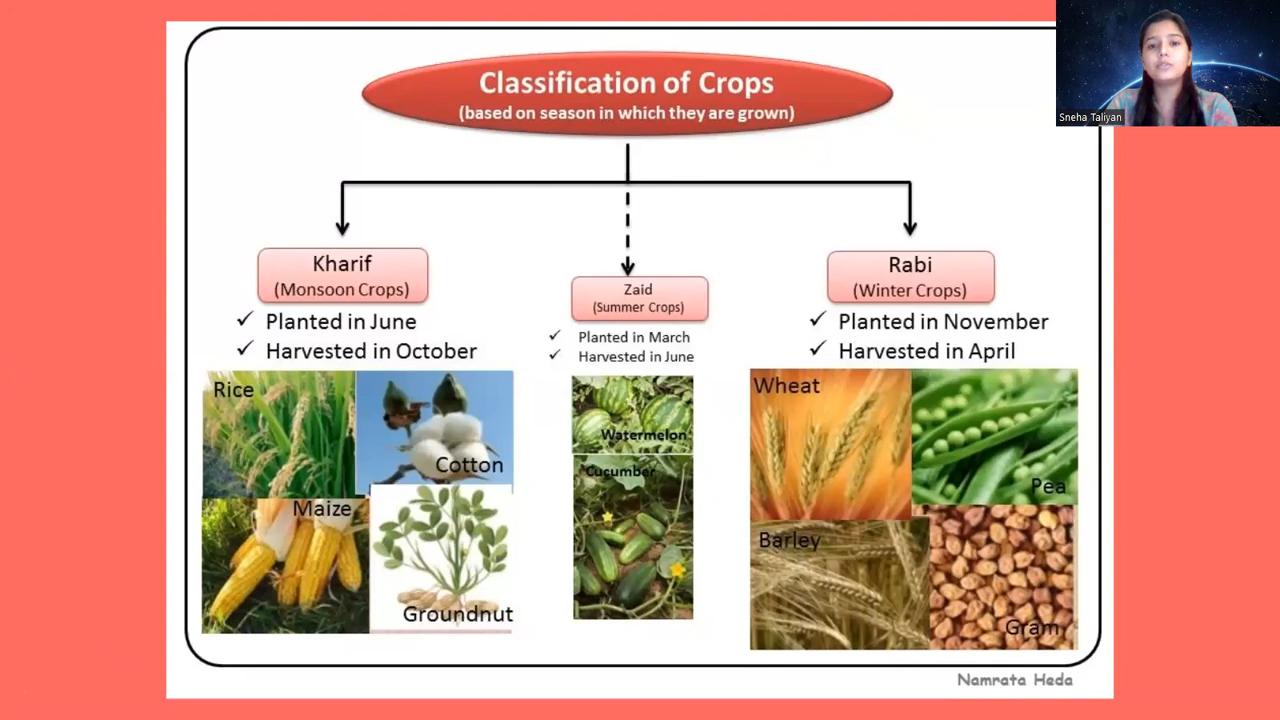 Classification of Crops
(based on season in which they are grown)
Sneha Taliyan
Kharif
(Monsoon Crops)
✓ Planted in June
✓ Harvested in October
Rice
Cotton
Maize
Groundnut
Zaid
(Summer Crops)
✓ Planted in March
✓ Harvested in June
Watermelon
Cucumber
Rabi
(Winter Crops)
✓ Planted in November
✓ Harvested in April
Wheat
Pea
Barley
Gram
Namrata Heda